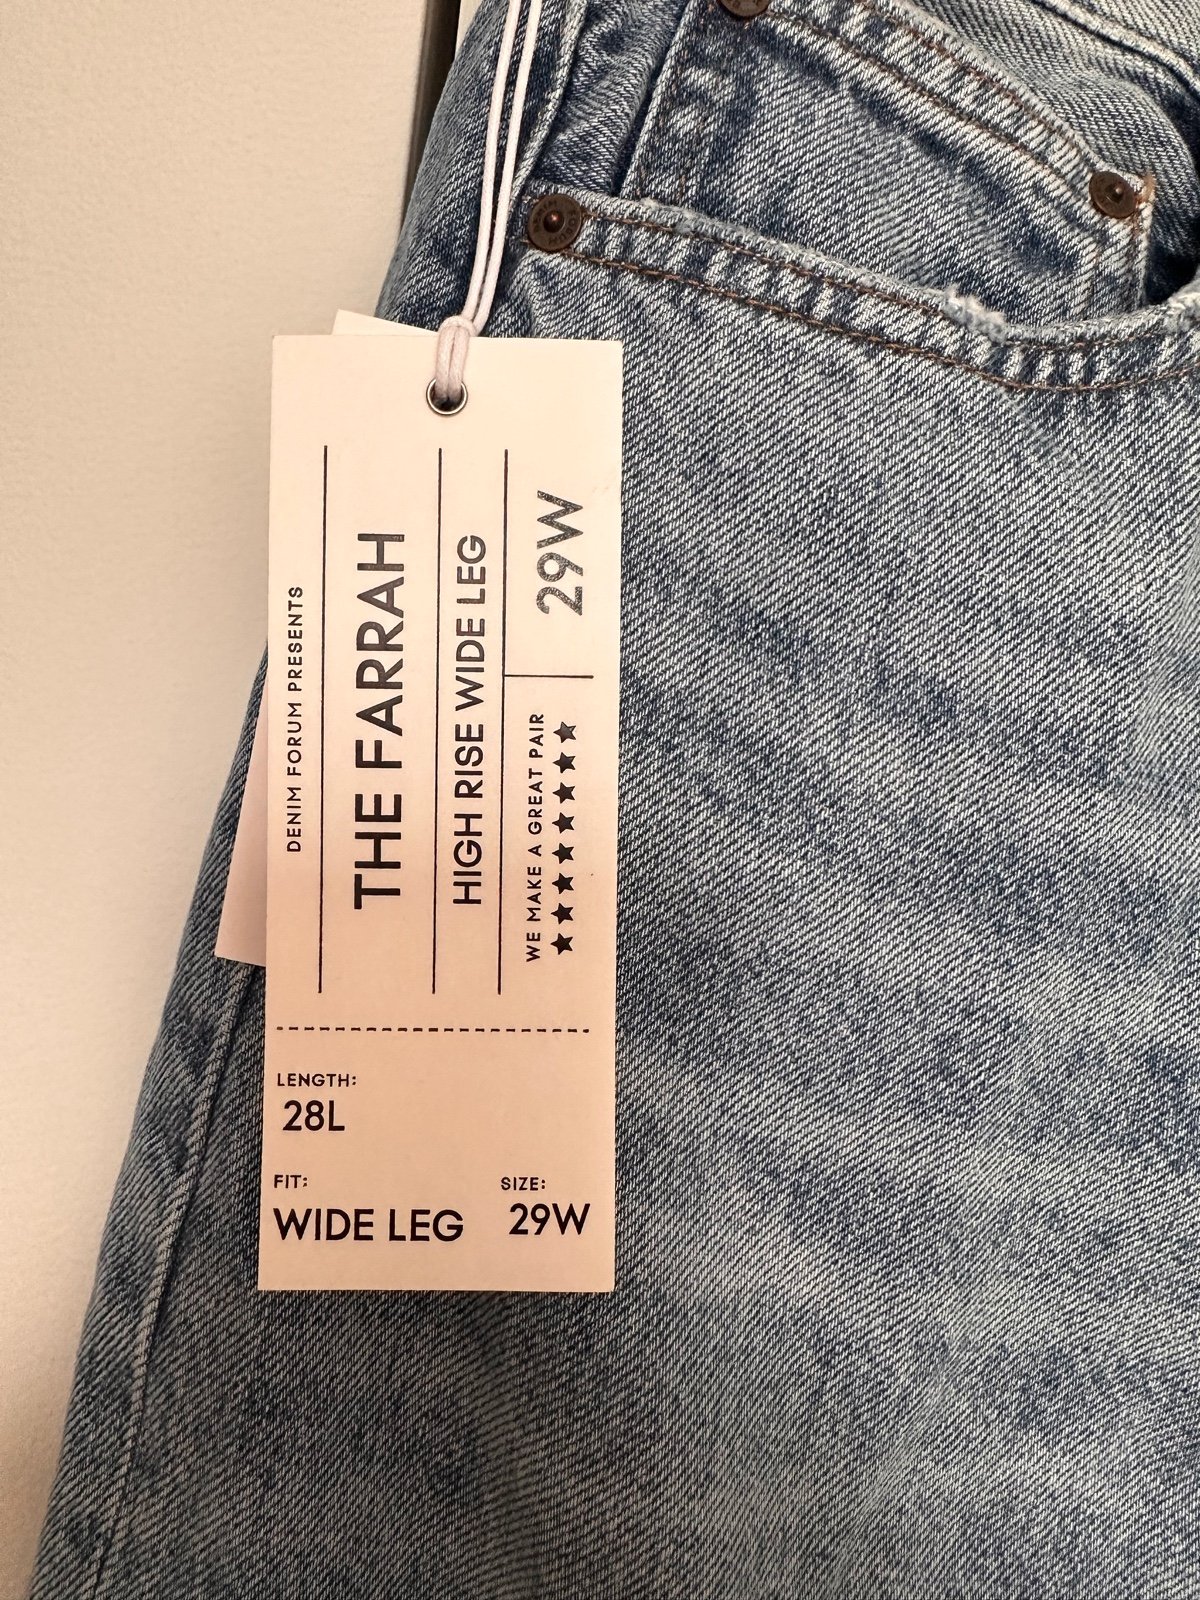 DENIM FORUM PRESENTS
THE FARRAH
HIGH RISE WIDE LEG
WE MAKE A GREAT PAIR
29W
LENGTH:
28L
FIT:
WIDE LEG
SIZE:
29W